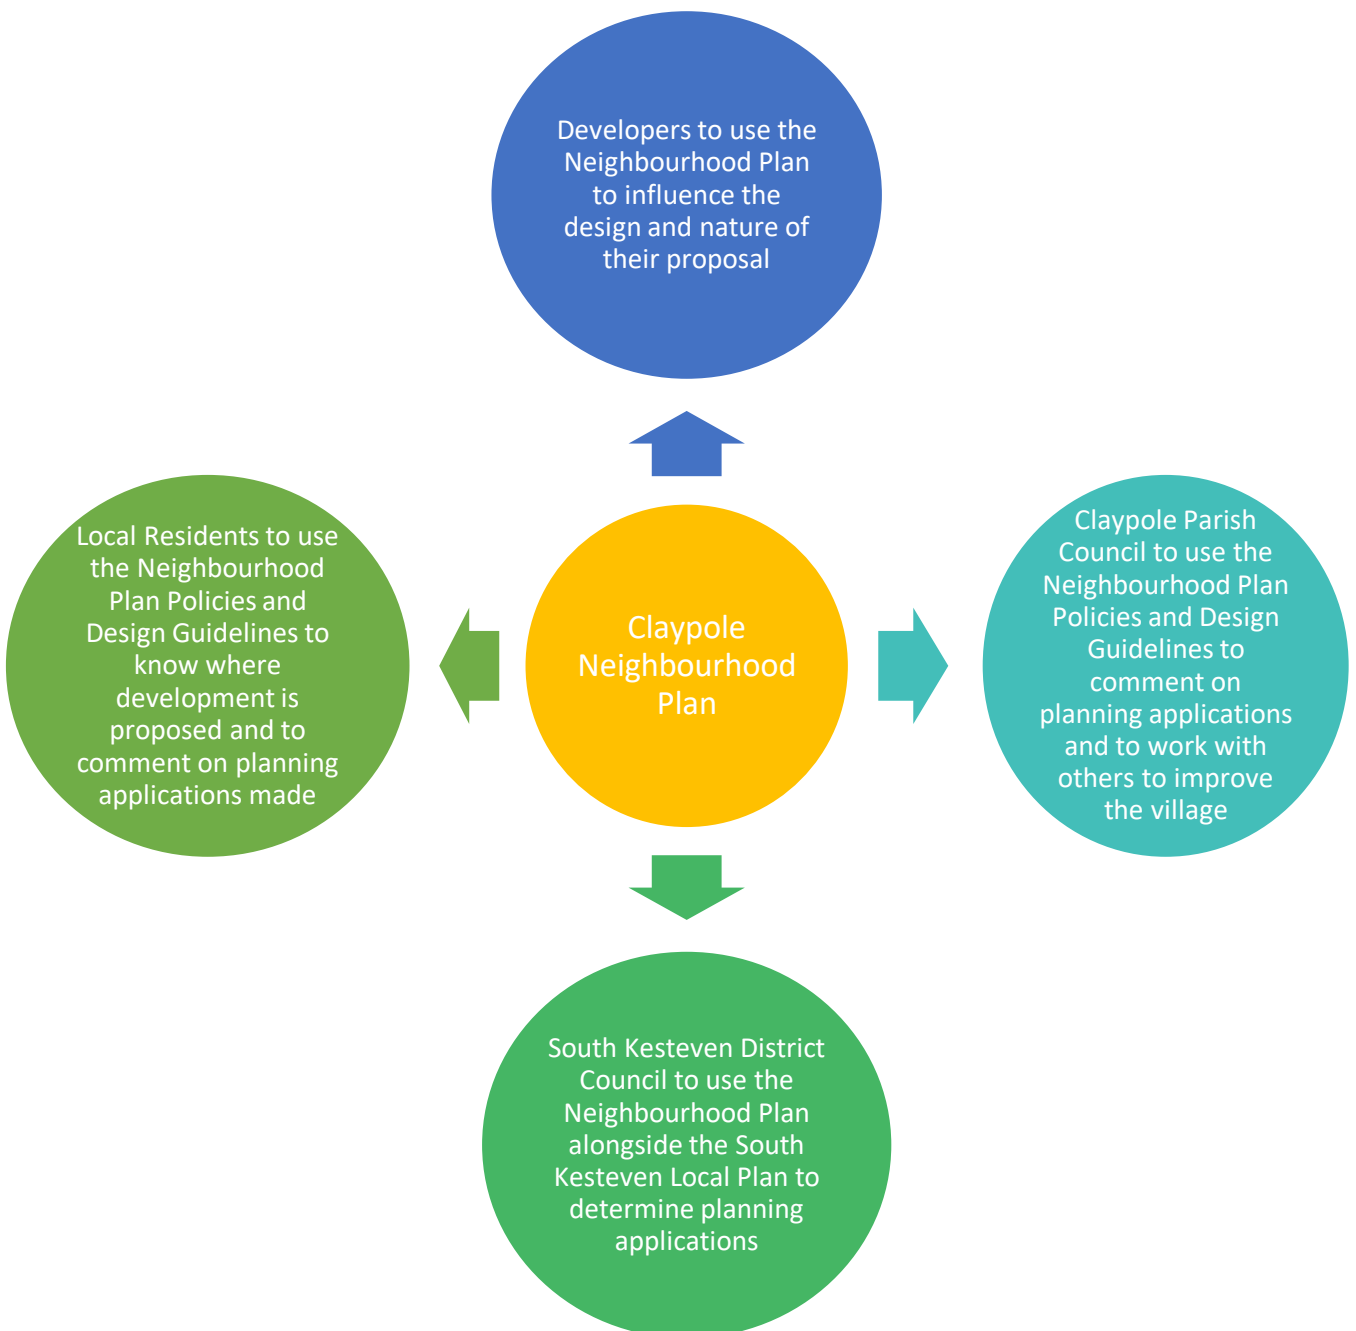 Developers to use the
Neighbourhood Plan
to influence the
design and nature of
their proposal
Local Residents to use
the Neighbourhood
Plan Policies and
Design Guidelines to
know where
development is
proposed and to
comment on planning
applications made
Claypole
Neighbourhood
Plan
Claypole Parish
Council to use the
Neighbourhood Plan
Policies and Design
Guidelines to
comment on
planning applications
and to work with
others to improve
the village
South Kesteven District
Council to use the
Neighbourhood Plan
alongside the South
Kesteven Local Plan to
determine planning
applications